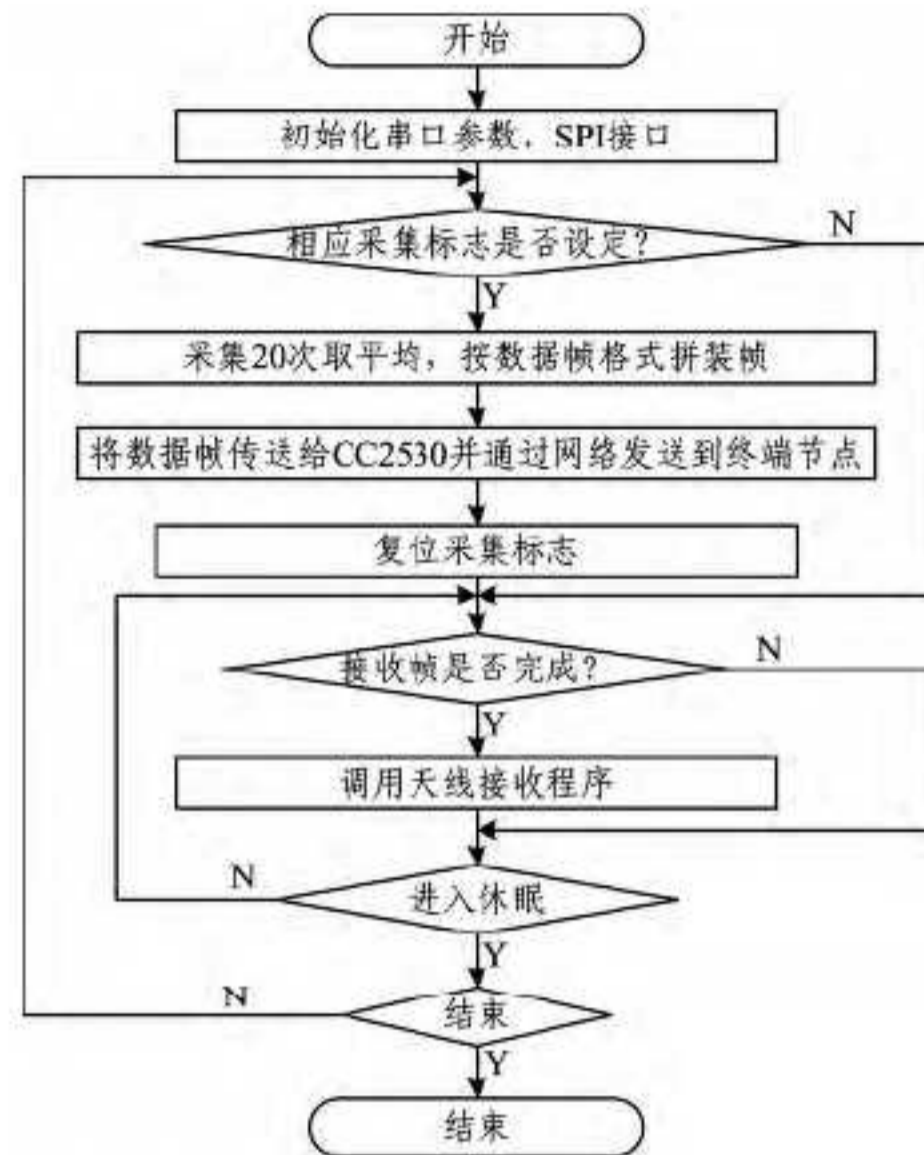 开始
初始化串口参数，SPI接口
相应采集标志是否设定？
N
Y
采集20次取平均，按数据帧格式拼装帧
将数据帧传送给CC2530并通过网络发送到终端节点
复位采集标志
接收帧是否完成？
N
Y
调用天线接收程序
N
进入休眠
Y
N
结束
Y
结束